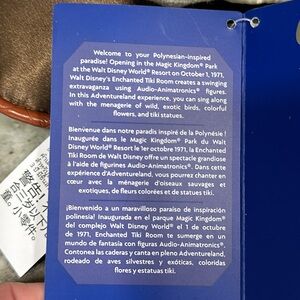 Welcome to your Polynesian-inspired
paradise! Opening in the Magic Kingdom® Park
at the Walt Disney World® Resort on October 1, 1971,
Walt Disney's Enchanted Tiki Room creates a swinging
extravaganza using Audio-Animatronics® figures.
In this Adventureland experience, you can sing along
with the menagerie of wild, exotic birds, colorful
flowers, and tiki statues.
Bienvenue dans notre paradis inspiré de la Polynésie !
Inaugurée dans le Magic Kingdom® Park du Walt
Disney World® Resort le 1er octobre 1971, la Enchanted
Tiki Room de Walt Disney offre un spectacle grandiose
à l'aide de figurines Audio-Animatronics®. Dans cette
expérience d'Adventureland, vous pourrez chanter en
cœur avec la ménagerie d'oiseaux sauvages et
exotiques, de fleurs colorées et de statues tiki.
¡Bienvenido a un maravilloso paraíso de inspiración
polinesia! Inaugurada en el parque Magic Kingdom®
del complejo Walt Disney World® el 1 de octubre
de 1971, Enchanted Tiki Room te sumerge en un
mundo de fantasía con figuras Audio-Animatronics®.
Contonea las caderas y canta en pleno Adventureland,
rodeado de aves silvestres y exóticas, coloridas
flores y estatuas tiki.